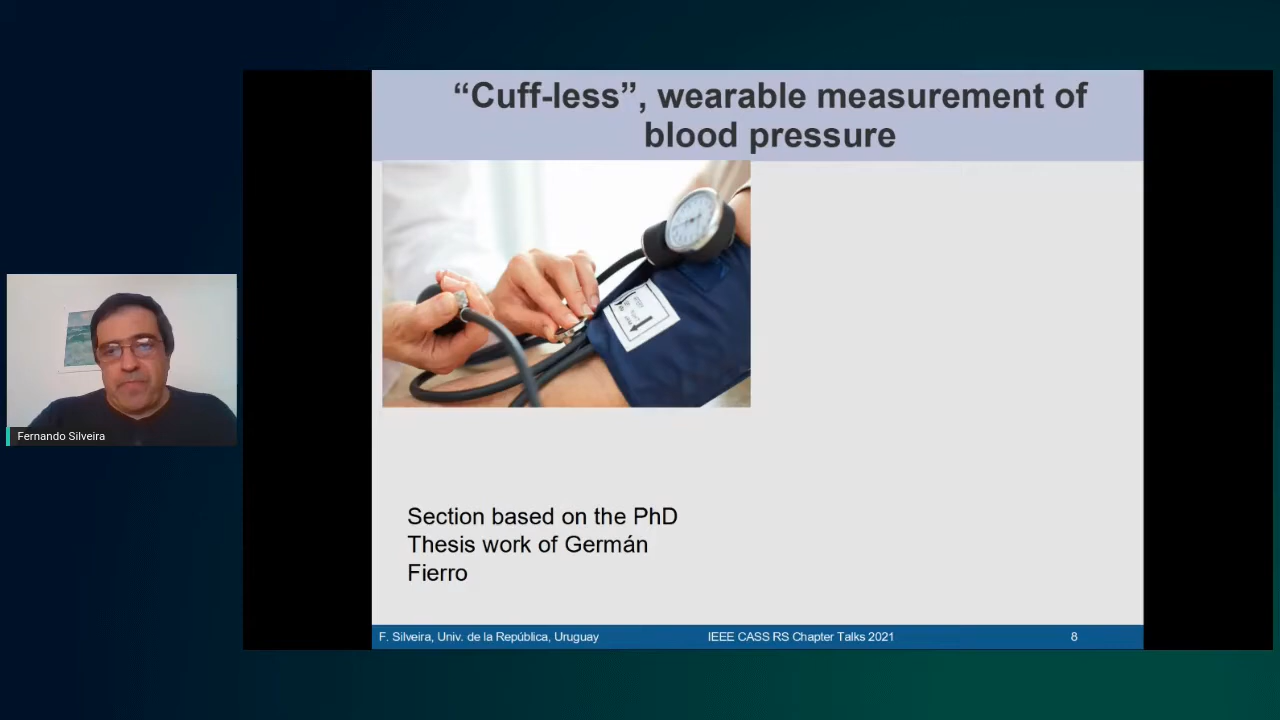 “Cuff-less”, wearable measurement of
blood pressure
Section based on the PhD
Thesis work of Germán
Fierro
F. Silveira, Univ. de la República, Uruguay
IEEE CASS RS Chapter Talks 2021
8
Fernando Silveira